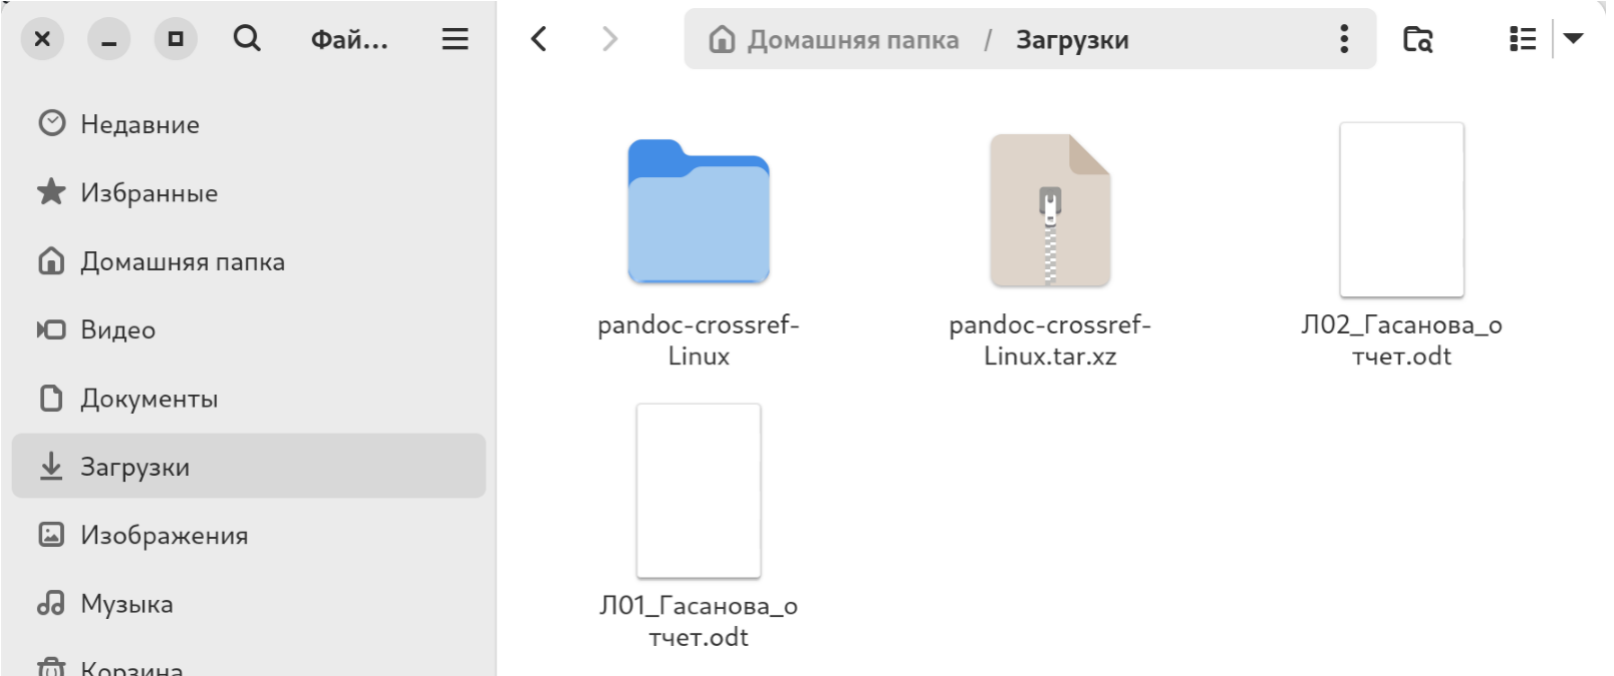 Фай...
Домашняя папка / Загрузки
Недавние
Избранные
Домашняя папка
Видео
Документы
Загрузки
Изображения
Музыка
Корзина
pandoc-crossref-
Linux
pandoc-crossref-
Linux.tar.xz
Л02_Гасанова_о
тчет.odt
Л01_Гасанова_о
тчет.odt